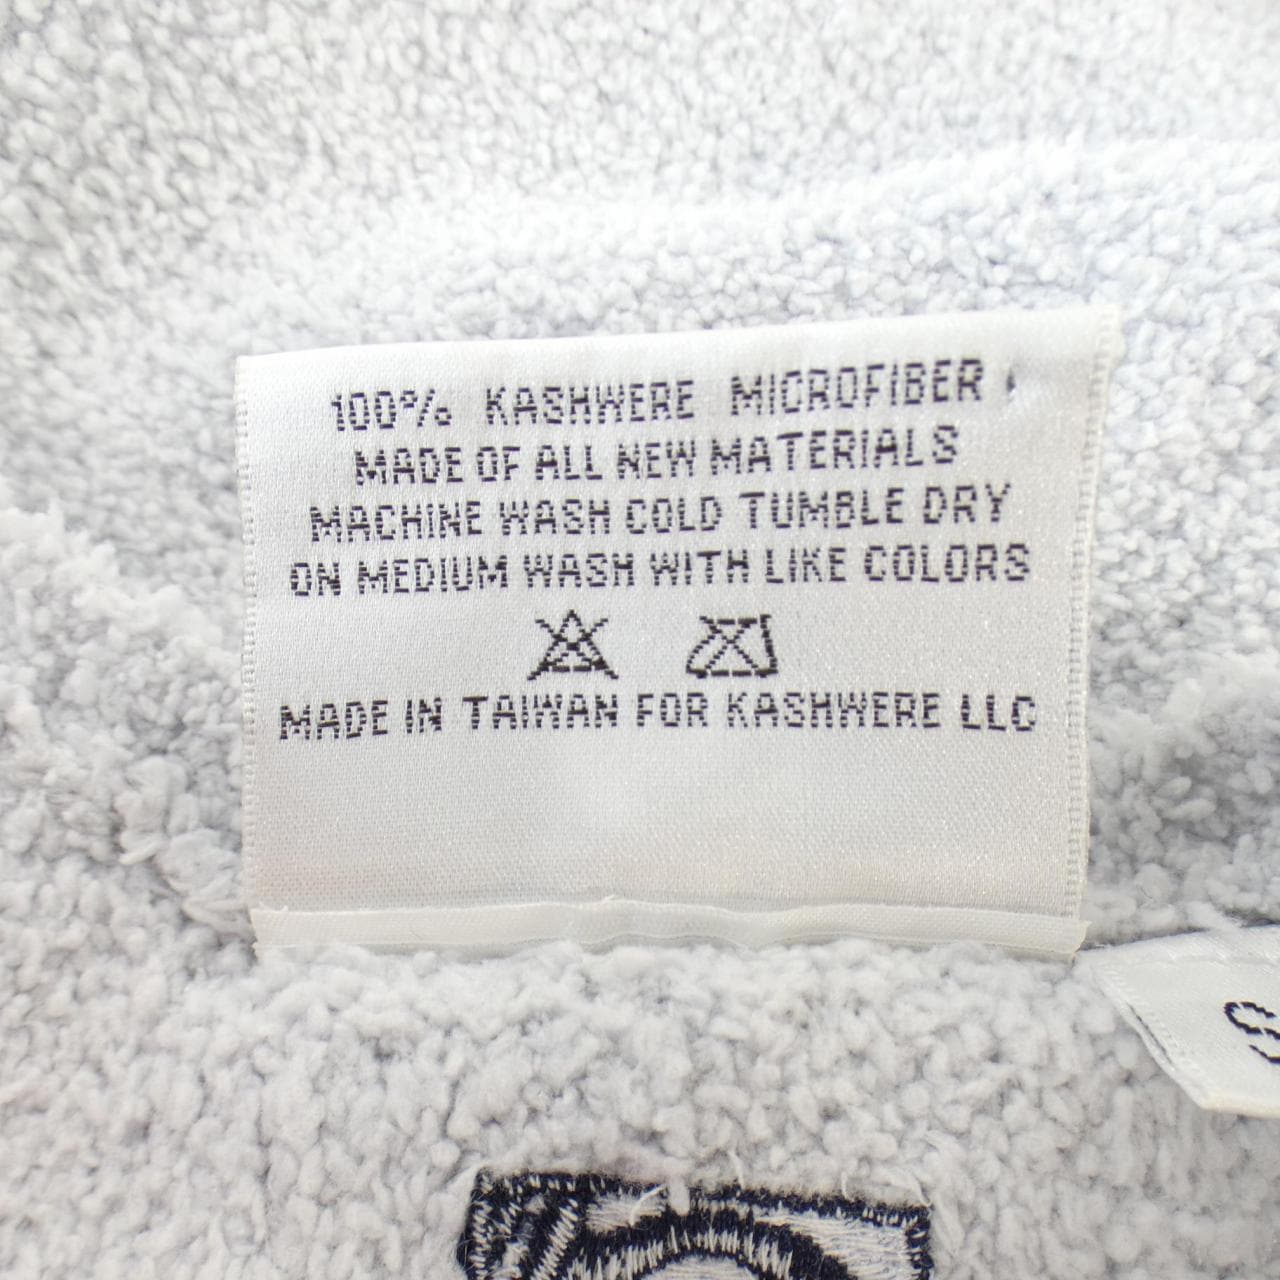 100% KASHWERE MICROFIBER
MADE OF ALL NEW MATERIALS
MACHINE WASH COLD TUMBLE DRY
ON MEDIUM WASH WITH LIKE COLORS
MADE IN TAIWAN FOR KASHWERE LLC
S